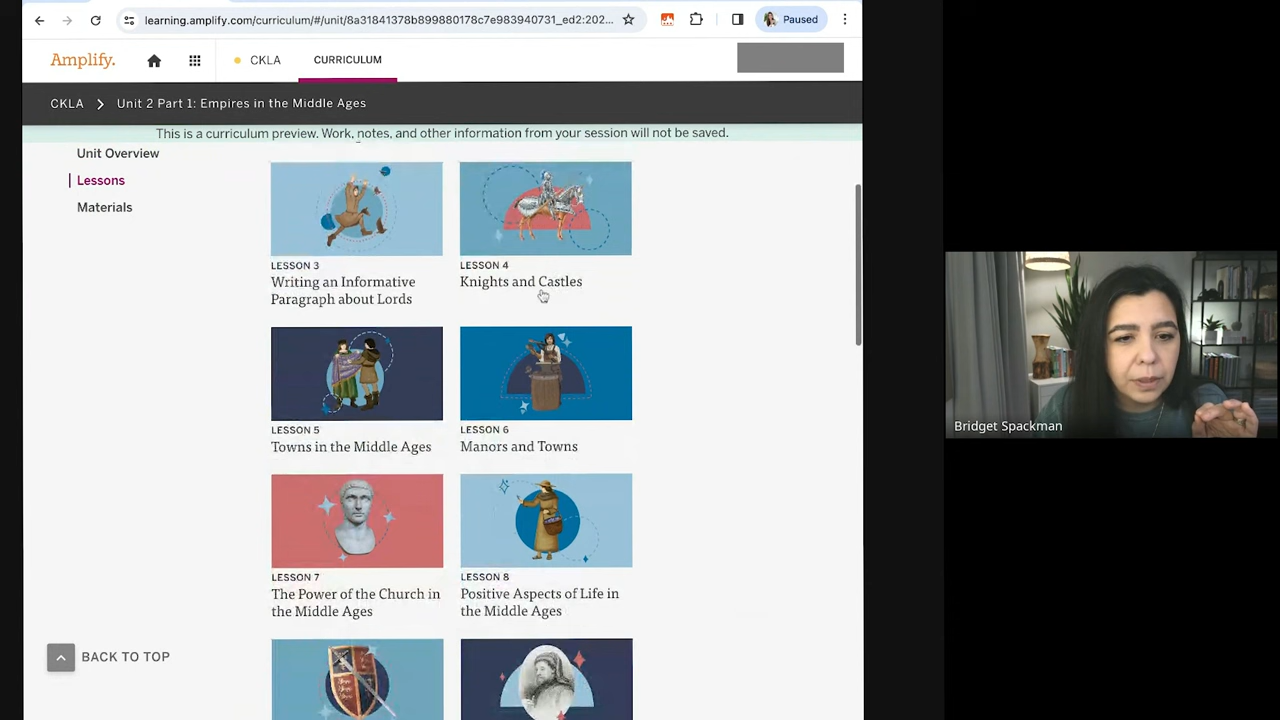 learning.amplify.com/curriculum/#/unit/8a31841378b899880178c7e983940731_ed2:202...
Paused
Amplify.
CKLA
CURRICULUM
CKLA
Unit 2 Part 1: Empires in the Middle Ages
This is a curriculum preview. Work, notes, and other information from your session will not be saved.
Unit Overview
Lessons
Materials
LESSON 3
Writing an Informative
Paragraph about Lords
LESSON 4
Knights and Castles
LESSON 5
Towns in the Middle Ages
LESSON 6
Manors and Towns
LESSON 7
The Power of the Church in
the Middle Ages
LESSON 8
Positive Aspects of Life in
the Middle Ages
BACK TO TOP
Bridget Spackman